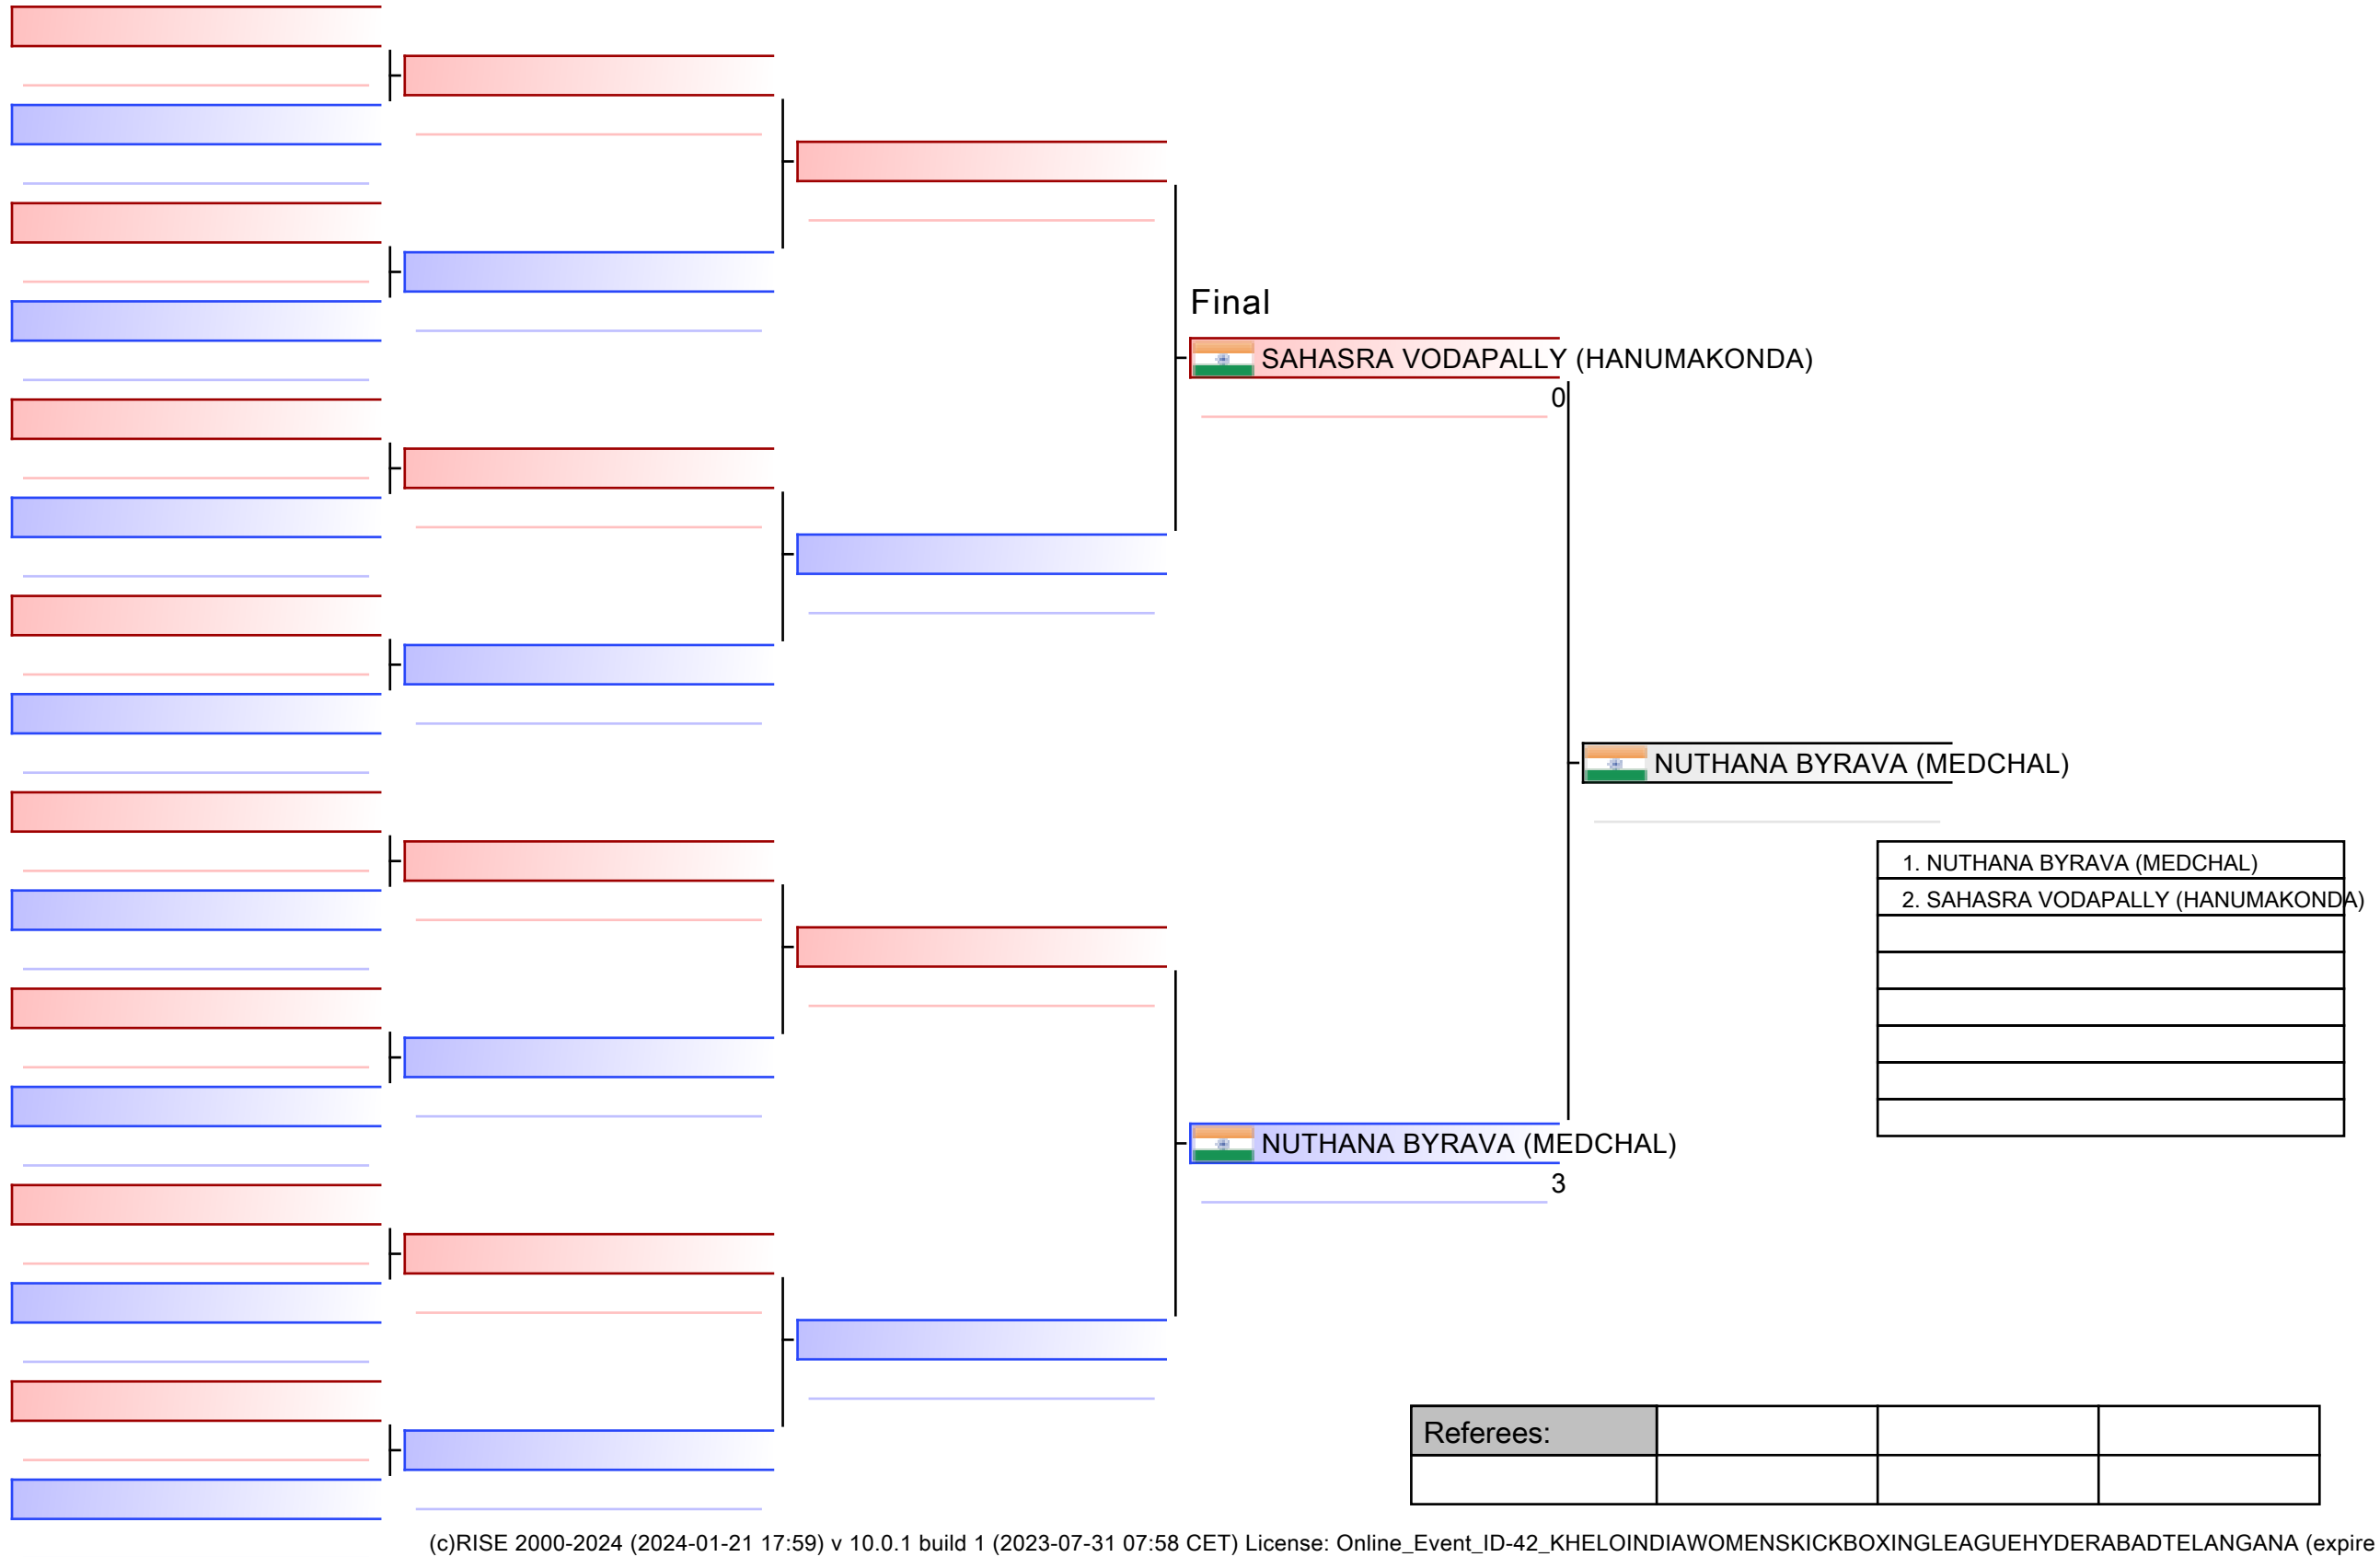 Final
SAHASRA VODAPALLY (HANUMAKONDA)
0
NUTHANA BYRAVA (MEDCHAL)
1. NUTHANA BYRAVA (MEDCHAL)
2. SAHASRA VODAPALLY (HANUMAKONDA)
NUTHANA BYRAVA (MEDCHAL)
3
Referees:
(c)RISE 2000-2024 (2024-01-21 17:59) v 10.0.1 build 1 (2023-07-31 07:58 CET) License: Online_Event_ID-42_KHELOINDIAWOMENSKICKBOXINGLEAGUEHYDERABADTELANGANA (expire